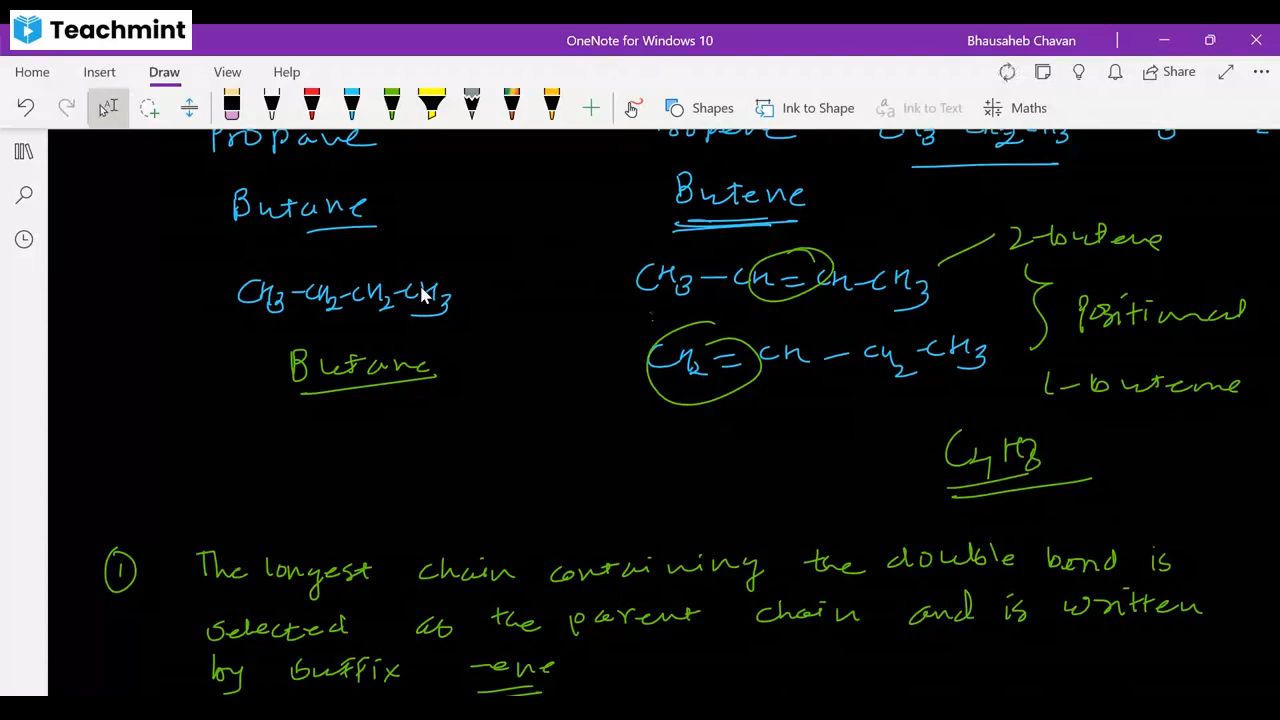 Teachmint
OneNote for Windows 10
Bhausaheb Chavan
Home Insert Draw View Help
Share
Shapes
Ink to Shape
Ink to Text
Maths
Propane
Butane
Butene
CH3-CH2-CH2-CH3
CH3-CH=CH-CH3
2-butene
Positional
Butane
CH2=CH-CH2-CH3
1-butene
C4H8
① The longest chain containing the double bond is
selected as the parent chain and is written
by suffix -ene